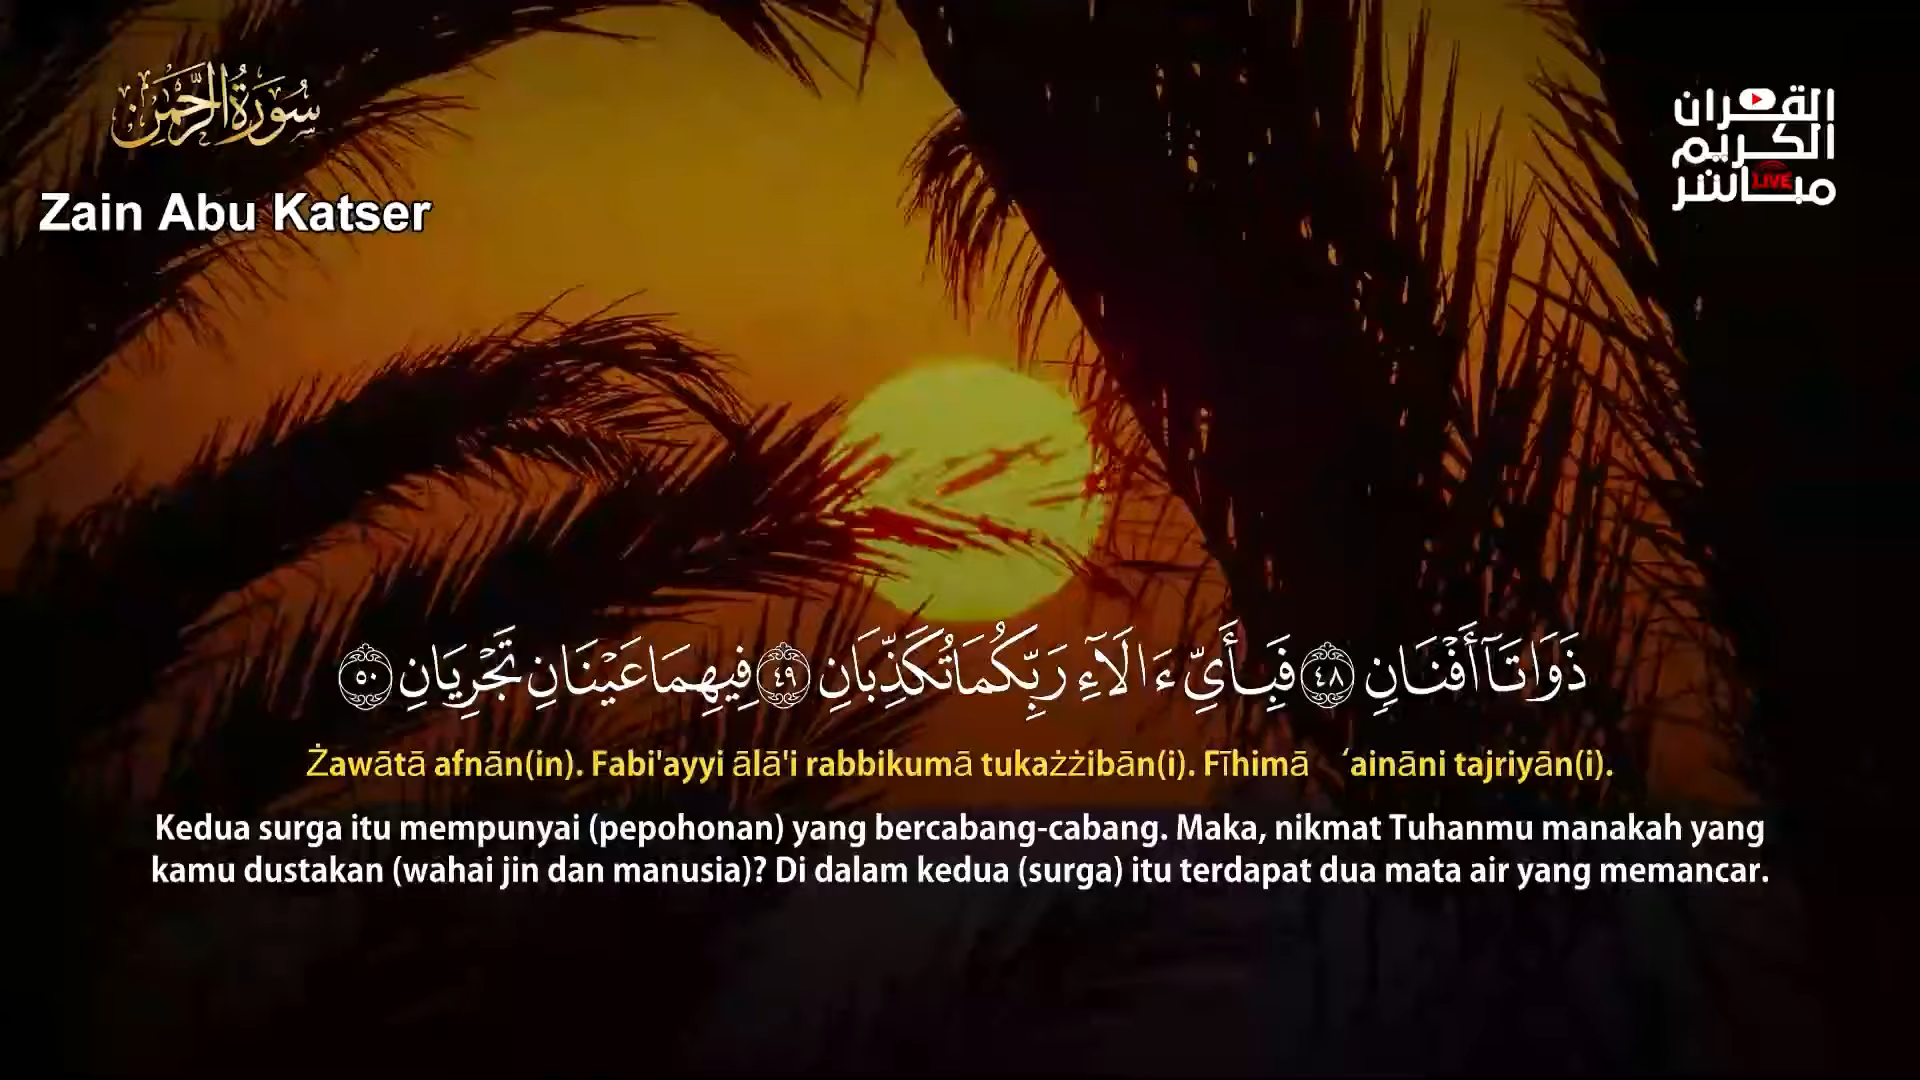 سُورَةُ الرَّحْمٰن
Zain Abu Katser
القران
الكريم
مباشر
LIVE
ذَوَاتَآ أَفْنَانٍ ٤٨ فَبِأَيِّ ءَالَآءِ رَبِّكُمَا تُكَذِّبَانِ ٤٩ فِيهِمَا عَيْنَانِ تَجْرِيَانِ ٥٠
Żawātā afnān(in). Fabi'ayyi ālā'i rabbikumā tukażżibān(i). Fīhimā ‘aināni tajriyān(i).
Kedua surga itu mempunyai (pepohonan) yang bercabang-cabang. Maka, nikmat Tuhanmu manakah yang
kamu dustakan (wahai jin dan manusia)? Di dalam kedua (surga) itu terdapat dua mata air yang memancar.